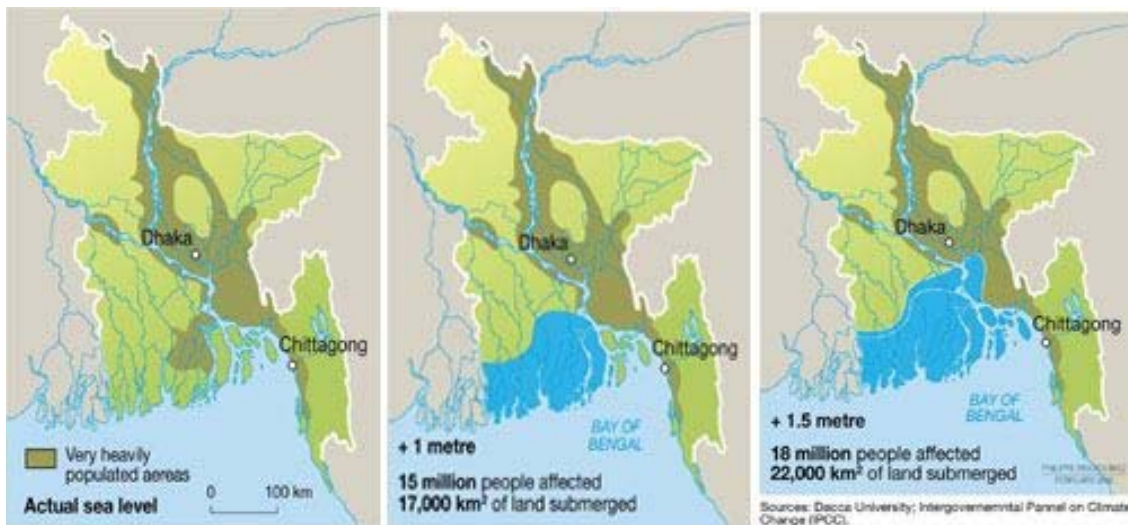 Dhaka
Chittagong
Very heavily
populated aereas
Actual sea level
0 100 km
Dhaka
Chittagong
BAY OF
BENGAL
+ 1 metre
15 million people affected
17,000 km² of land submerged
Dhaka
Chittagong
BAY OF
BENGAL
+ 1.5 metre
18 million people affected
22,000 km² of land submerged
Sources: Dacca University; Intergovernemntal Pannel on Climate
Change (IPCC).